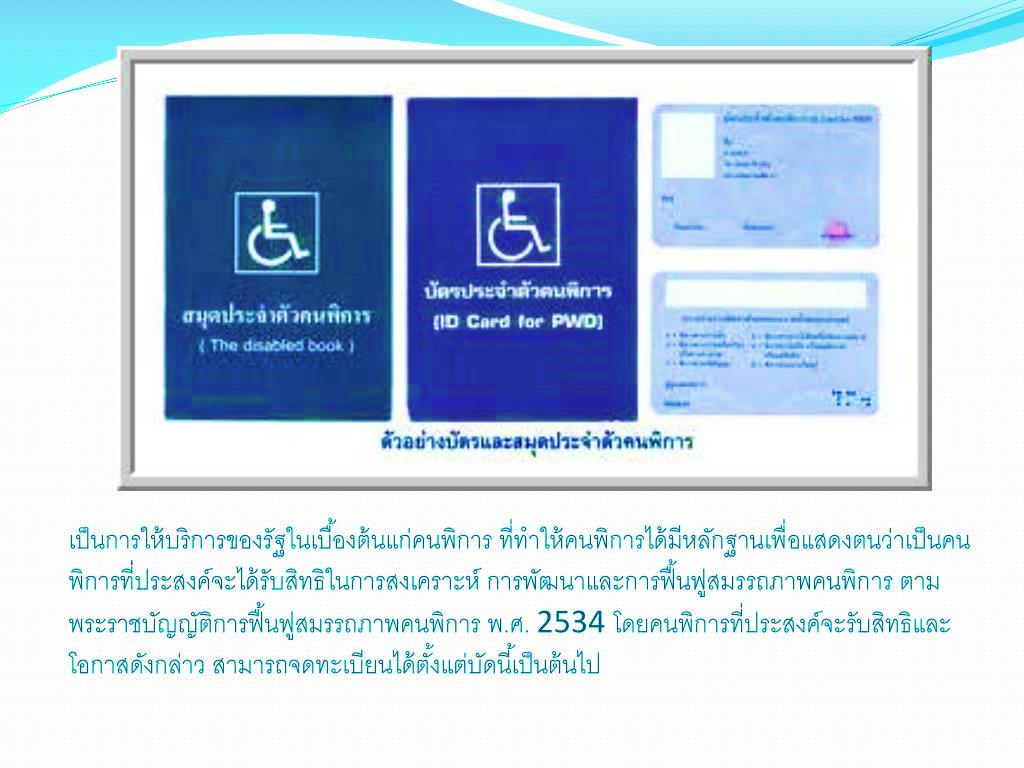 สมุดประจำตัวคนพิการ
( The disabled book )
บัตรประจำตัวคนพิการ
(ID Card for PWD)
ตัวอย่างบัตรและสมุดประจำตัวคนพิการ
เป็นการให้บริการของรัฐในเบื้องต้นแก่คนพิการ ที่ทำให้คนพิการได้มีหลักฐานเพื่อแสดงตนว่าเป็นคน
พิการที่ประสงค์จะได้รับสิทธิในการสงเคราะห์ การพัฒนาและการฟื้นฟูสมรรถภาพคนพิการ ตาม
พระราชบัญญัติการฟื้นฟูสมรรถภาพคนพิการ พ.ศ. 2534 โดยคนพิการที่ประสงค์จะรับสิทธิและ
โอกาสดังกล่าว สามารถจดทะเบียนได้ตั้งแต่บัดนี้เป็นต้นไป